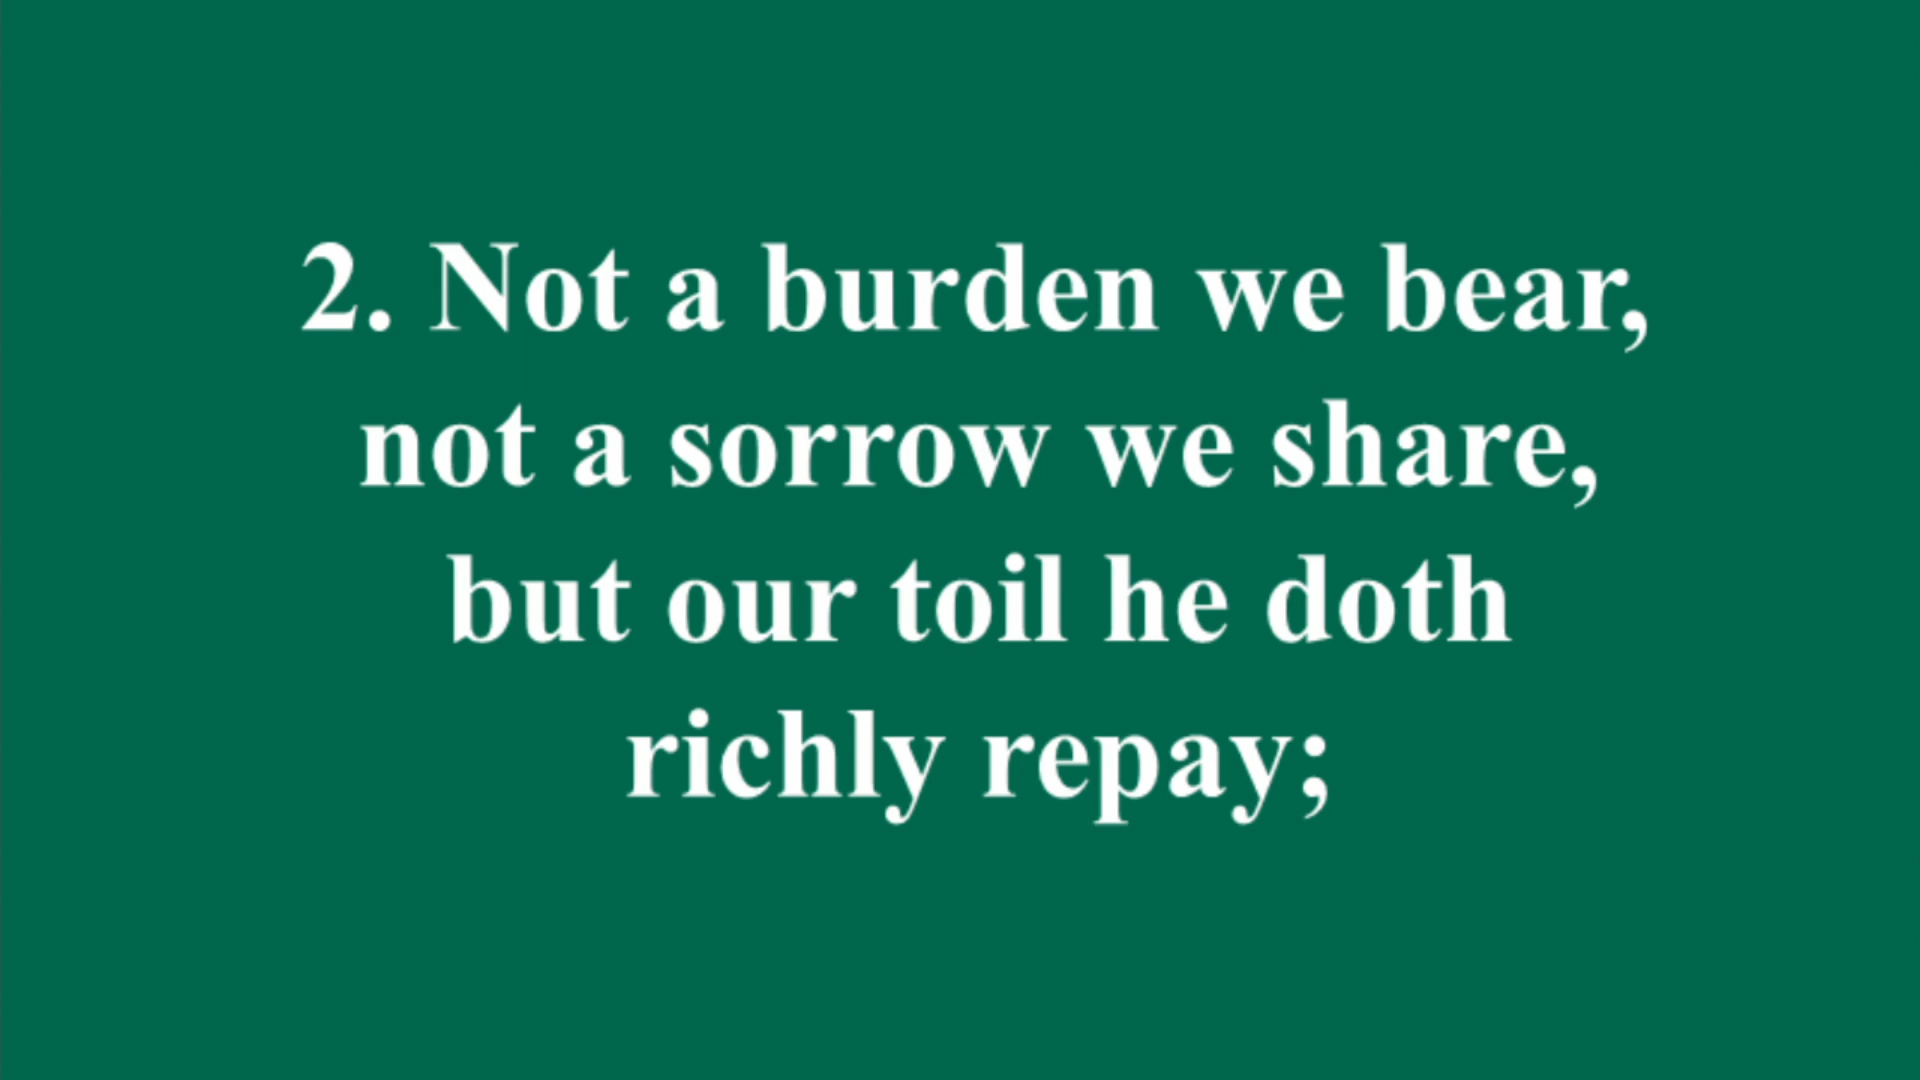 2. Not a burden we bear,
not a sorrow we share,
but our toil he doth
richly repay;